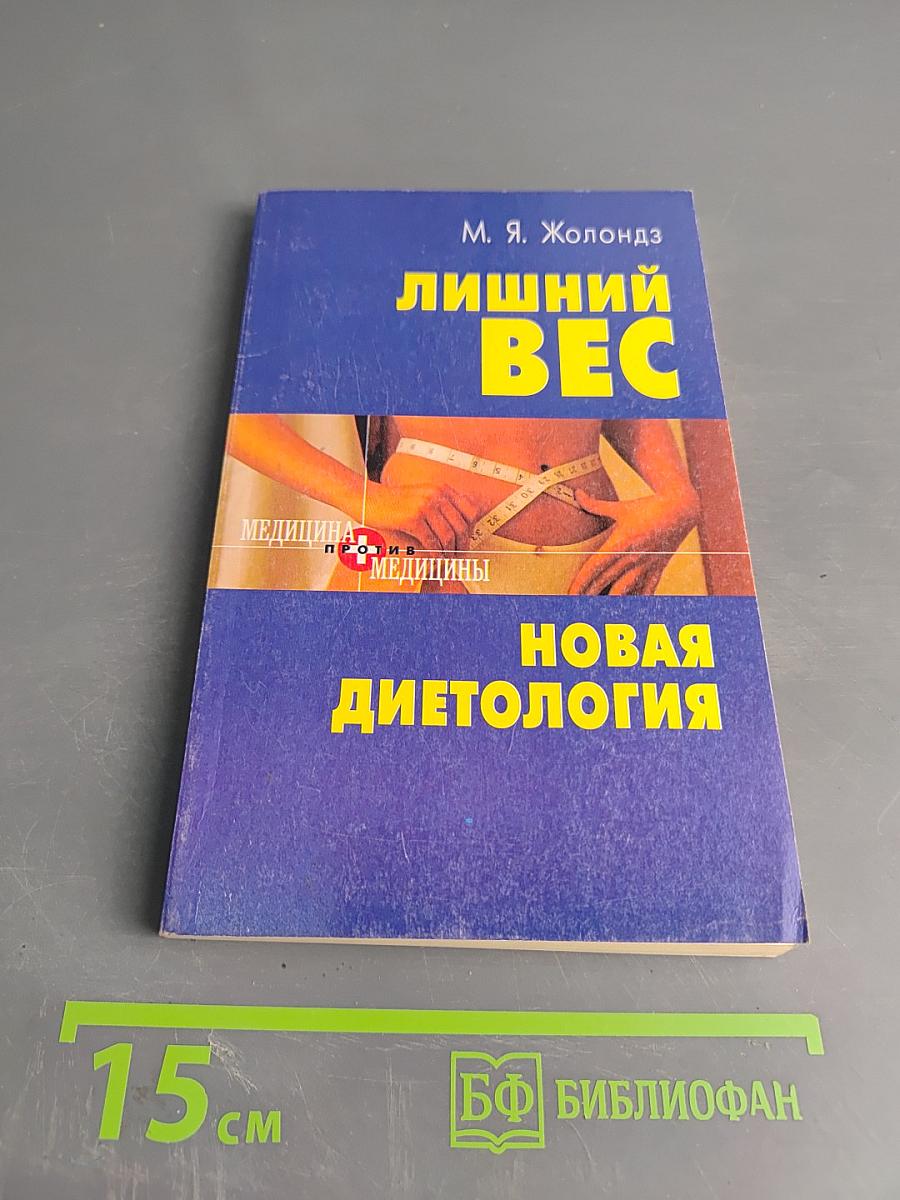 М. Я. Жолондз
ЛИШНИЙ
ВЕС
МЕДИЦИНА
ПРОТИВ
МЕДИЦИНЫ
НОВАЯ
ДИЕТОЛОГИЯ
15 см
БФ БИБЛИОФАН